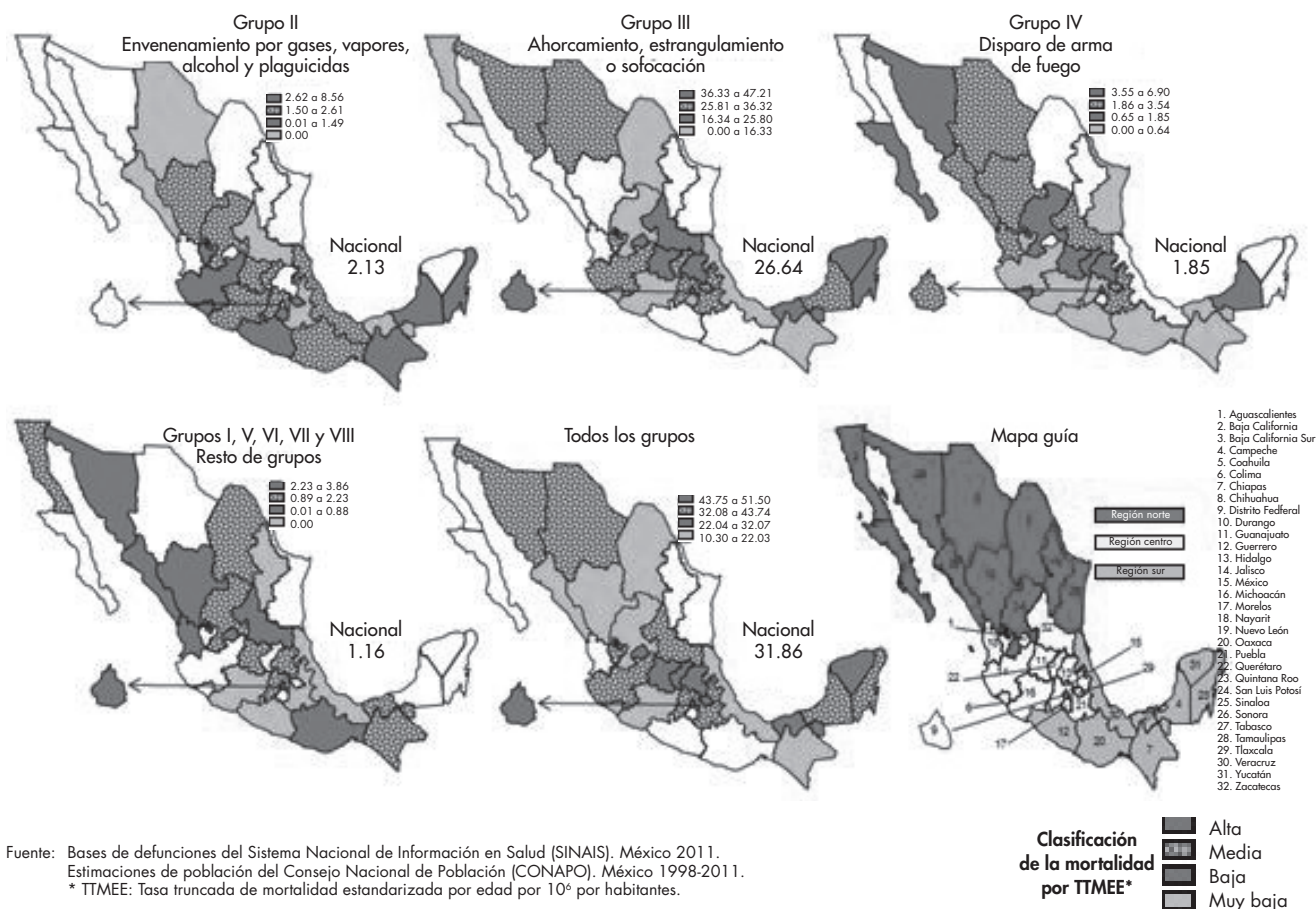 Grupo II
Envenenamiento por gases, vapores,
alcohol y plaguicidas
2.62 a 8.56
1.50 a 2.61
0.01 a 1.49
0.00
Nacional
2.13
Grupo III
Ahorcamiento, estrangulamiento
o sofocación
36.33 a 47.21
25.81 a 36.32
16.34 a 25.80
0.00 a 16.33
Nacional
26.64
Grupo IV
Disparo de arma
de fuego
3.55 a 6.90
1.86 a 3.54
0.65 a 1.85
0.00 a 0.64
Nacional
1.85
Grupos I, V, VI, VII y VIII
Resto de grupos
2.23 a 3.86
0.89 a 2.23
0.01 a 0.88
0.00
Nacional
1.16
Todos los grupos
43.75 a 51.50
32.08 a 43.74
22.04 a 32.07
10.30 a 22.03
Nacional
31.86
Mapa guía
Región norte
Región centro
Región sur
1. Aguascalientes
2. Baja California
3. Baja California Sur
4. Campeche
5. Coahuila
6. Colima
7. Chiapas
8. Chihuahua
9. Distrito Fedferal
10. Durango
11. Guanajuato
12. Guerrero
13. Hidalgo
14. Jalisco
15. México
16. Michoacán
17. Morelos
18. Nayarit
19. Nuevo León
20. Oaxaca
21. Puebla
22. Querétaro
23. Quintana Roo
24. San Luis Potosí
25. Sinaloa
26. Sonora
27. Tabasco
28. Tamaulipas
29. Tlaxcala
30. Veracruz
31. Yucatán
32. Zacatecas
Fuente: Bases de defunciones del Sistema Nacional de Información en Salud (SINAIS). México 2011.
Estimaciones de población del Consejo Nacional de Población (CONAPO). México 1998-2011.
* TTMEE: Tasa truncada de mortalidad estandarizada por edad por 10⁶ por habitantes.
Clasificación
de la mortalidad
por TTMEE*
Alta
Media
Baja
Muy baja